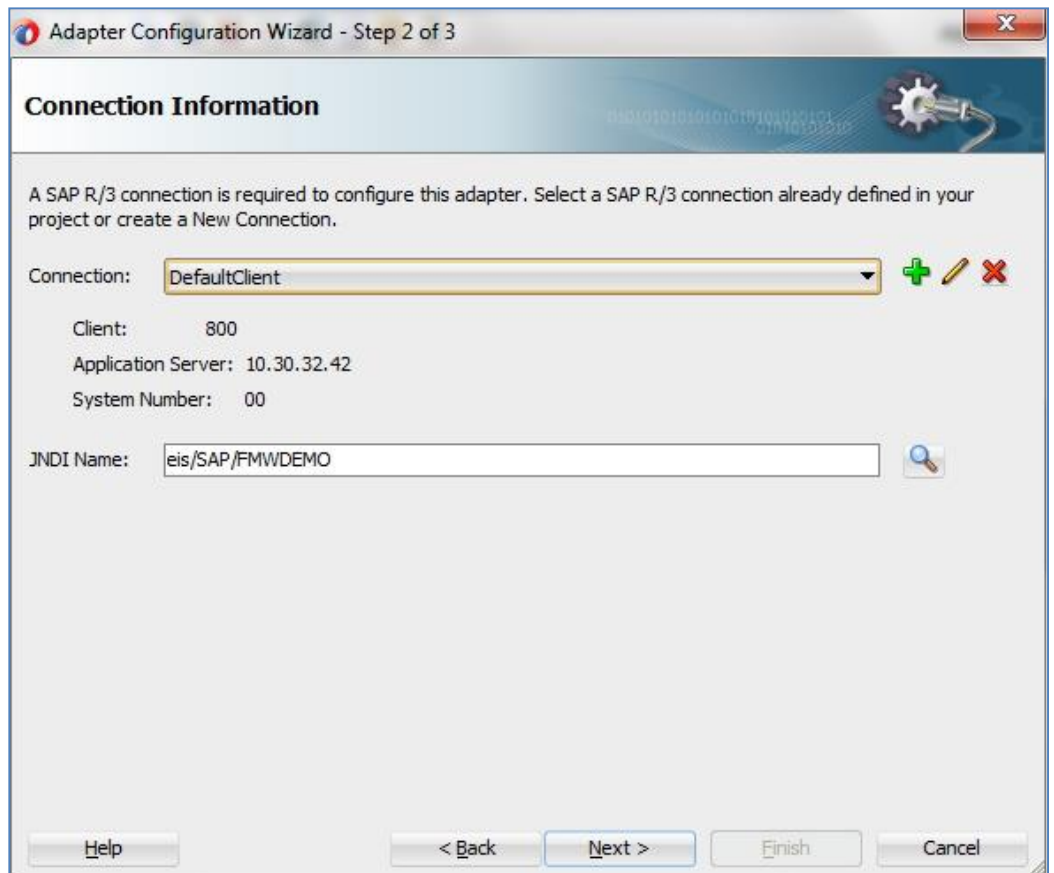 Adapter Configuration Wizard - Step 2 of 3
Connection Information
A SAP R/3 connection is required to configure this adapter. Select a SAP R/3 connection already defined in your
project or create a New Connection.
Connection: DefaultClient
Client: 800
Application Server: 10.30.32.42
System Number: 00
JNDI Name: eis/SAP/FMWDEMO
Help < Back Next > Finish Cancel